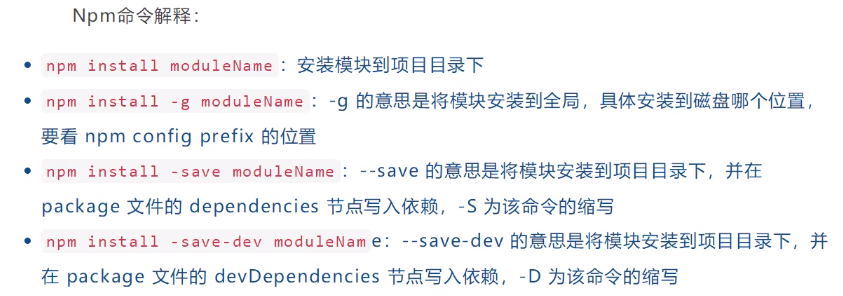 Npm命令解释：
npm install moduleName：安装模块到项目目录下
npm install -g moduleName：-g 的意思是将模块安装到全局，具体安装到磁盘哪个位置，
要看 npm config prefix 的位置
npm install -save moduleName：--save 的意思是将模块安装到项目目录下，并在
package 文件的 dependencies 节点写入依赖，-S 为该命令的缩写
npm install -save-dev moduleName：--save-dev 的意思是将模块安装到项目目录下，并
在 package 文件的 devDependencies 节点写入依赖，-D 为该命令的缩写